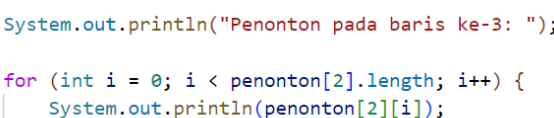 System.out.println("Penonton pada baris ke-3: ");
for (int i = 0; i < penonton[2].length; i++) {
System.out.println(penonton[2][i]);